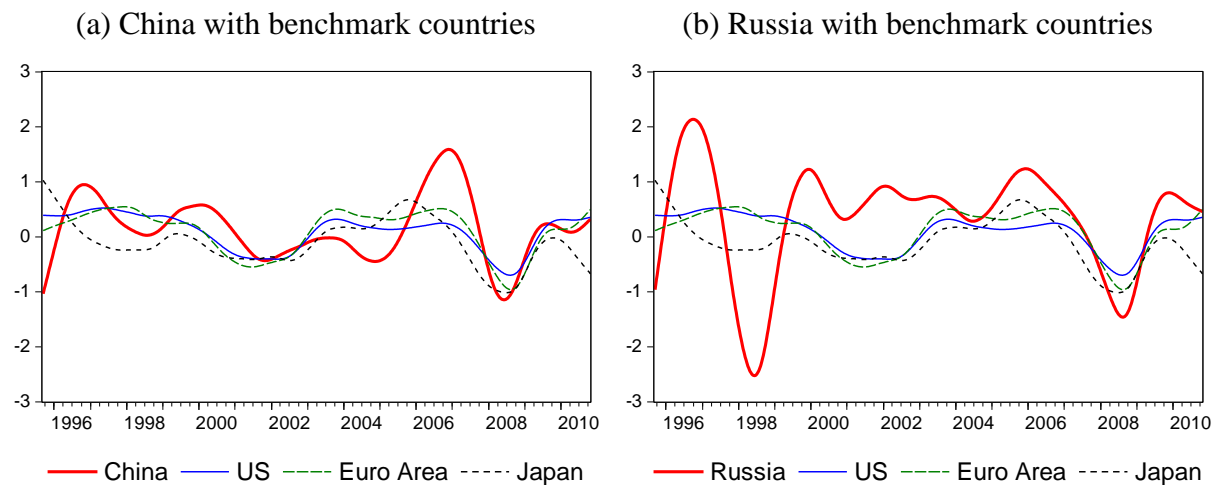 (a) China with benchmark countries
3
2
1
0
-1
-2
-3
1996 1998 2000 2002 2004 2006 2008 2010
China US Euro Area Japan
(b) Russia with benchmark countries
3
2
1
0
-1
-2
-3
1996 1998 2000 2002 2004 2006 2008 2010
Russia US Euro Area Japan